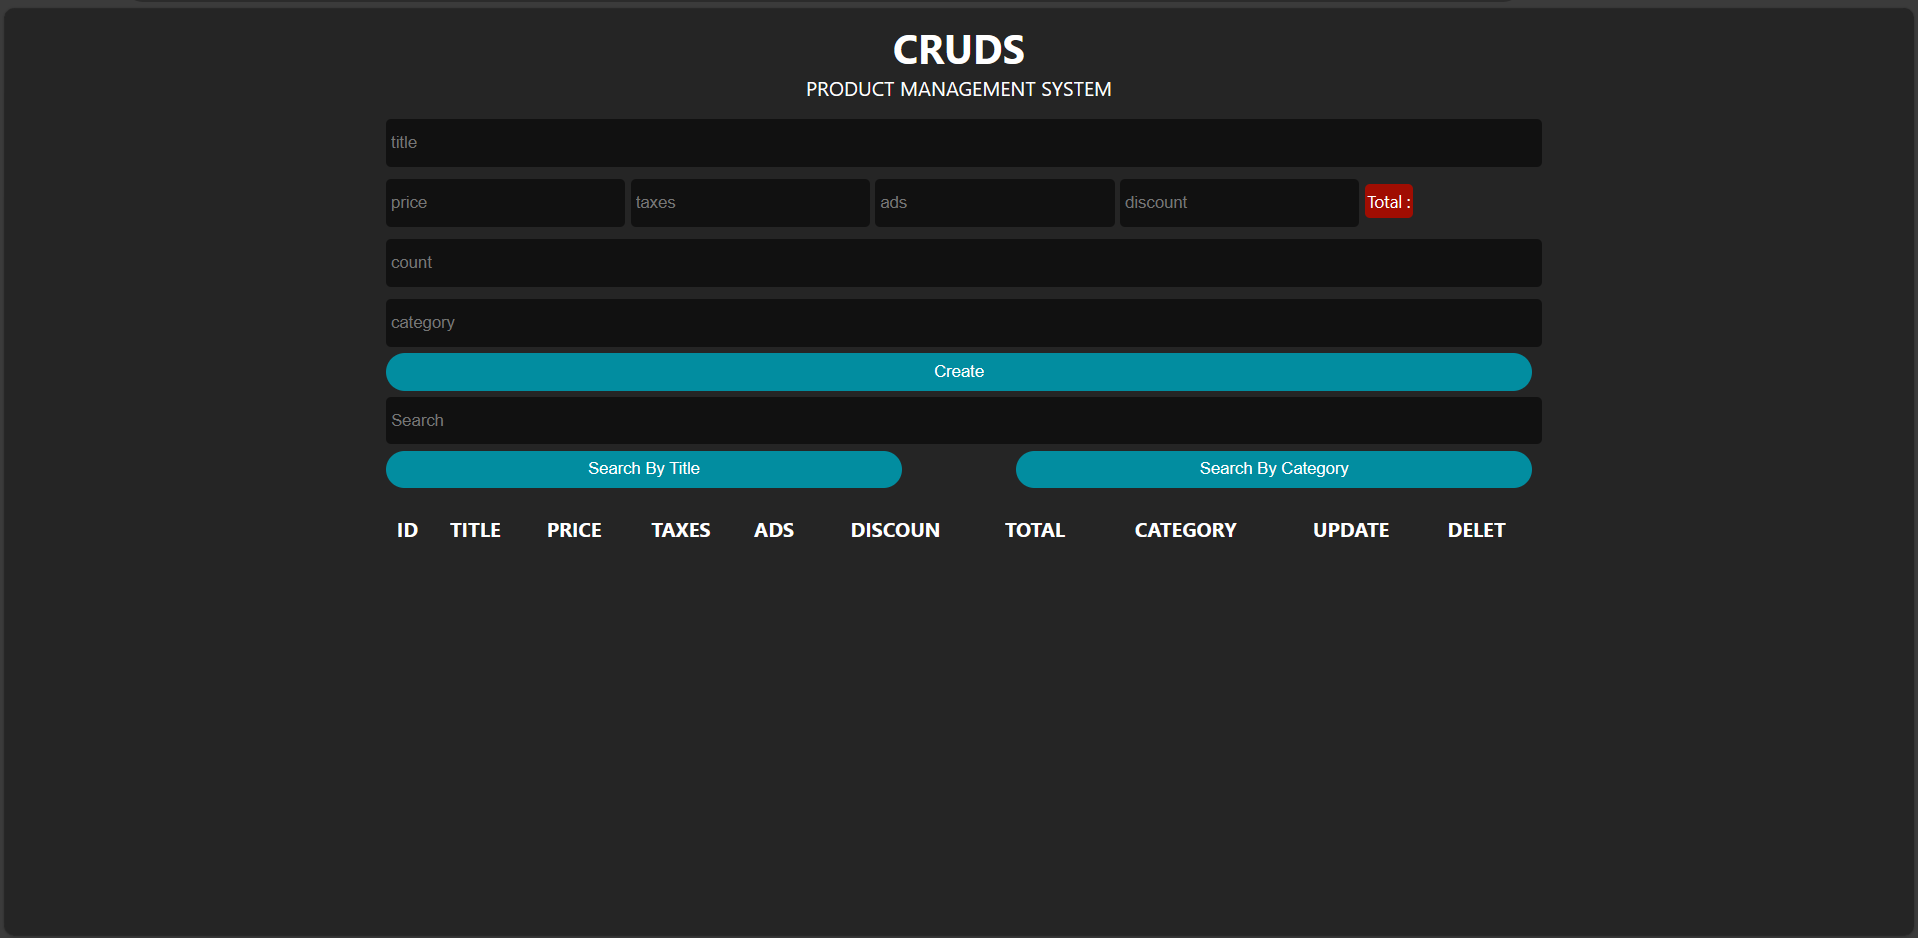 CRUDS
PRODUCT MANAGEMENT SYSTEM
title
price taxes ads discount Total :
count
category
Create
Search
Search By Title Search By Category
ID TITLE PRICE TAXES ADS DISCOUN TOTAL CATEGORY UPDATE DELET